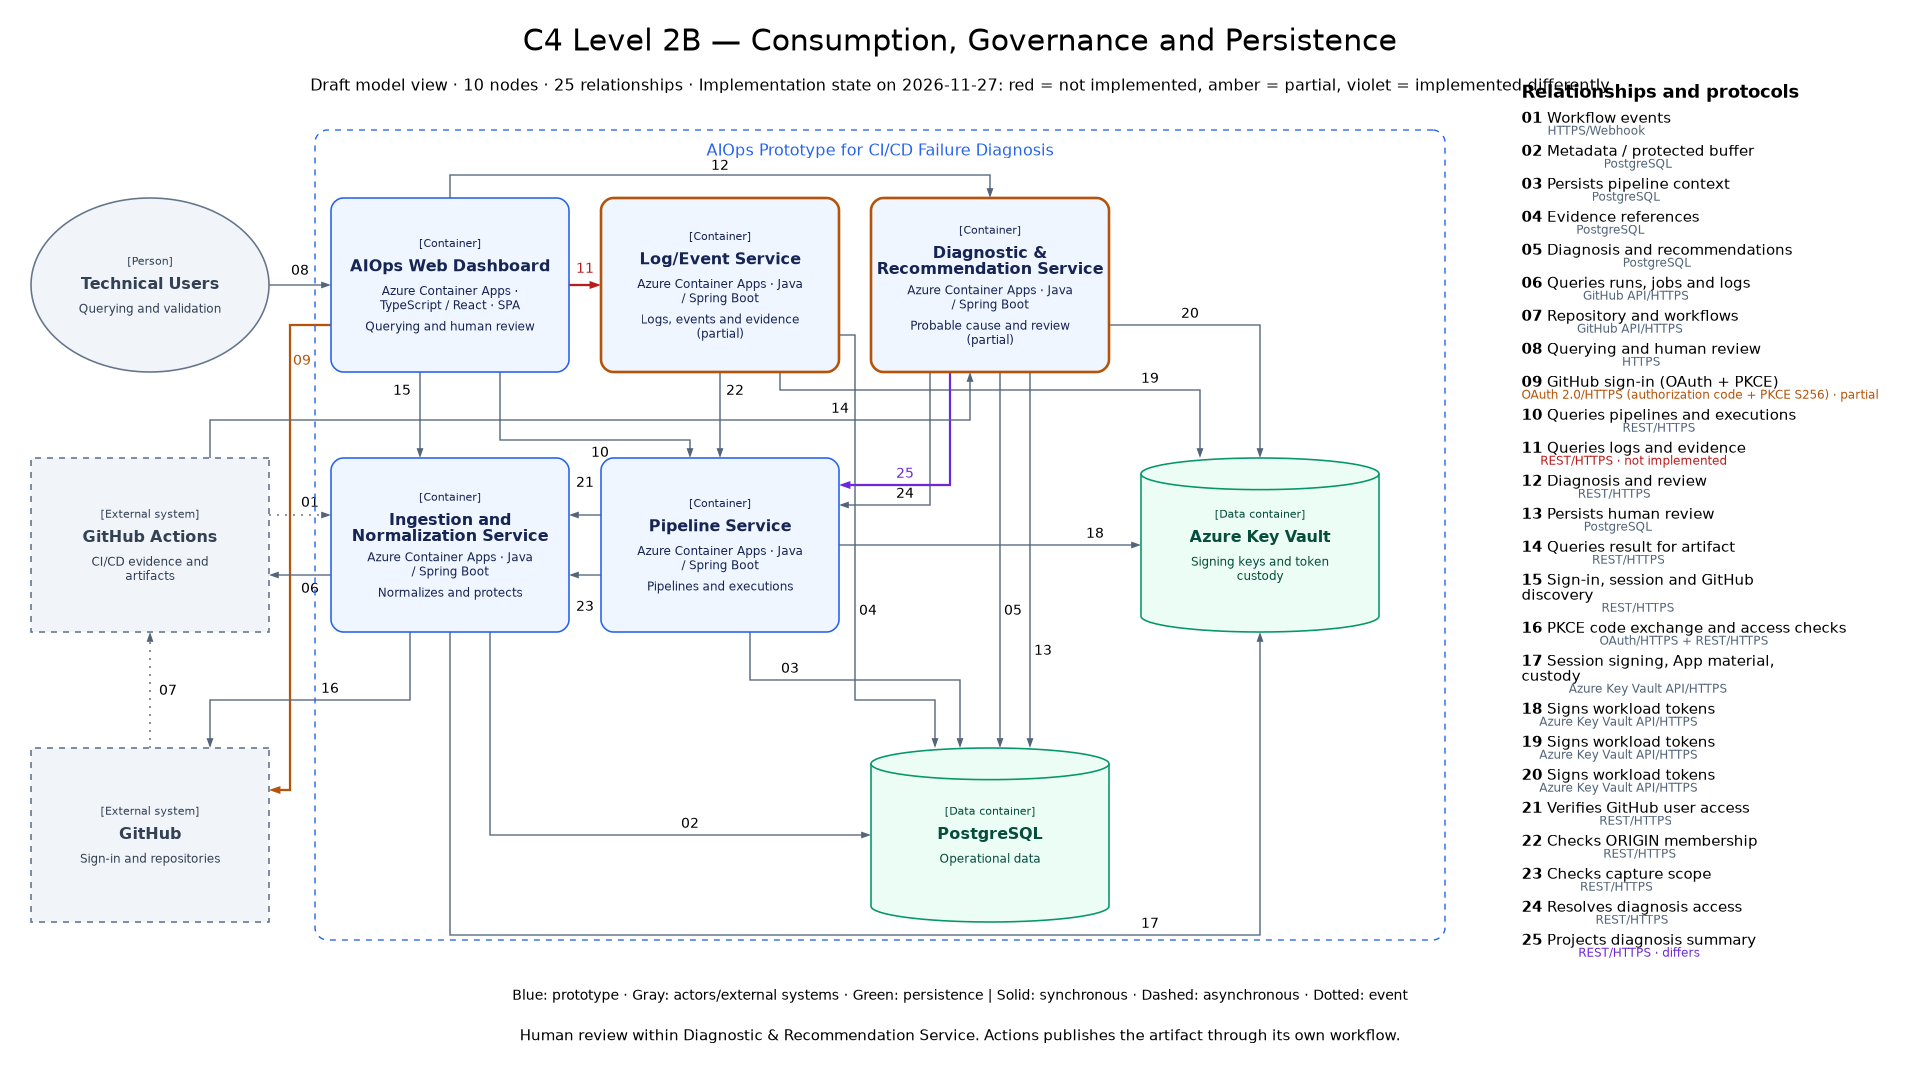 C4 Level 2B — Consumption, Governance and Persistence
Draft model view · 10 nodes · 25 relationships · Implementation state on 2026-11-27: red = not implemented, amber = partial, violet = implemented differently
AIOps Prototype for CI/CD Failure Diagnosis
12
[Person]
Technical Users
Querying and validation
08
[Container]
AIOps Web Dashboard
Azure Container Apps ·
TypeScript / React · SPA
Querying and human review
11
[Container]
Log/Event Service
Azure Container Apps · Java
/ Spring Boot
Logs, events and evidence
(partial)
[Container]
Diagnostic &
Recommendation Service
Azure Container Apps · Java
/ Spring Boot
Probable cause and review
(partial)
20
09
15
22
19
14
10
[External system]
GitHub Actions
CI/CD evidence and
artifacts
01
06
[Container]
Ingestion and
Normalization Service
Azure Container Apps · Java
/ Spring Boot
Normalizes and protects
21
23
[Container]
Pipeline Service
Azure Container Apps · Java
/ Spring Boot
Pipelines and executions
25
24
18
04
05
13
[Data container]
Azure Key Vault
Signing keys and token
custody
07
16
03
[External system]
GitHub
Sign-in and repositories
02
[Data container]
PostgreSQL
Operational data
17
Relationships and protocols
01 Workflow events
HTTPS/Webhook
02 Metadata / protected buffer
PostgreSQL
03 Persists pipeline context
PostgreSQL
04 Evidence references
PostgreSQL
05 Diagnosis and recommendations
PostgreSQL
06 Queries runs, jobs and logs
GitHub API/HTTPS
07 Repository and workflows
GitHub API/HTTPS
08 Querying and human review
HTTPS
09 GitHub sign-in (OAuth + PKCE)
OAuth 2.0/HTTPS (authorization code + PKCE S256) · partial
10 Queries pipelines and executions
REST/HTTPS
11 Queries logs and evidence
REST/HTTPS · not implemented
12 Diagnosis and review
REST/HTTPS
13 Persists human review
PostgreSQL
14 Queries result for artifact
REST/HTTPS
15 Sign-in, session and GitHub
discovery
REST/HTTPS
16 PKCE code exchange and access checks
OAuth/HTTPS + REST/HTTPS
17 Session signing, App material,
custody
Azure Key Vault API/HTTPS
18 Signs workload tokens
Azure Key Vault API/HTTPS
19 Signs workload tokens
Azure Key Vault API/HTTPS
20 Signs workload tokens
Azure Key Vault API/HTTPS
21 Verifies GitHub user access
REST/HTTPS
22 Checks ORIGIN membership
REST/HTTPS
23 Checks capture scope
REST/HTTPS
24 Resolves diagnosis access
REST/HTTPS
25 Projects diagnosis summary
REST/HTTPS · differs
Blue: prototype · Gray: actors/external systems · Green: persistence | Solid: synchronous · Dashed: asynchronous · Dotted: event
Human review within Diagnostic & Recommendation Service. Actions publishes the artifact through its own workflow.